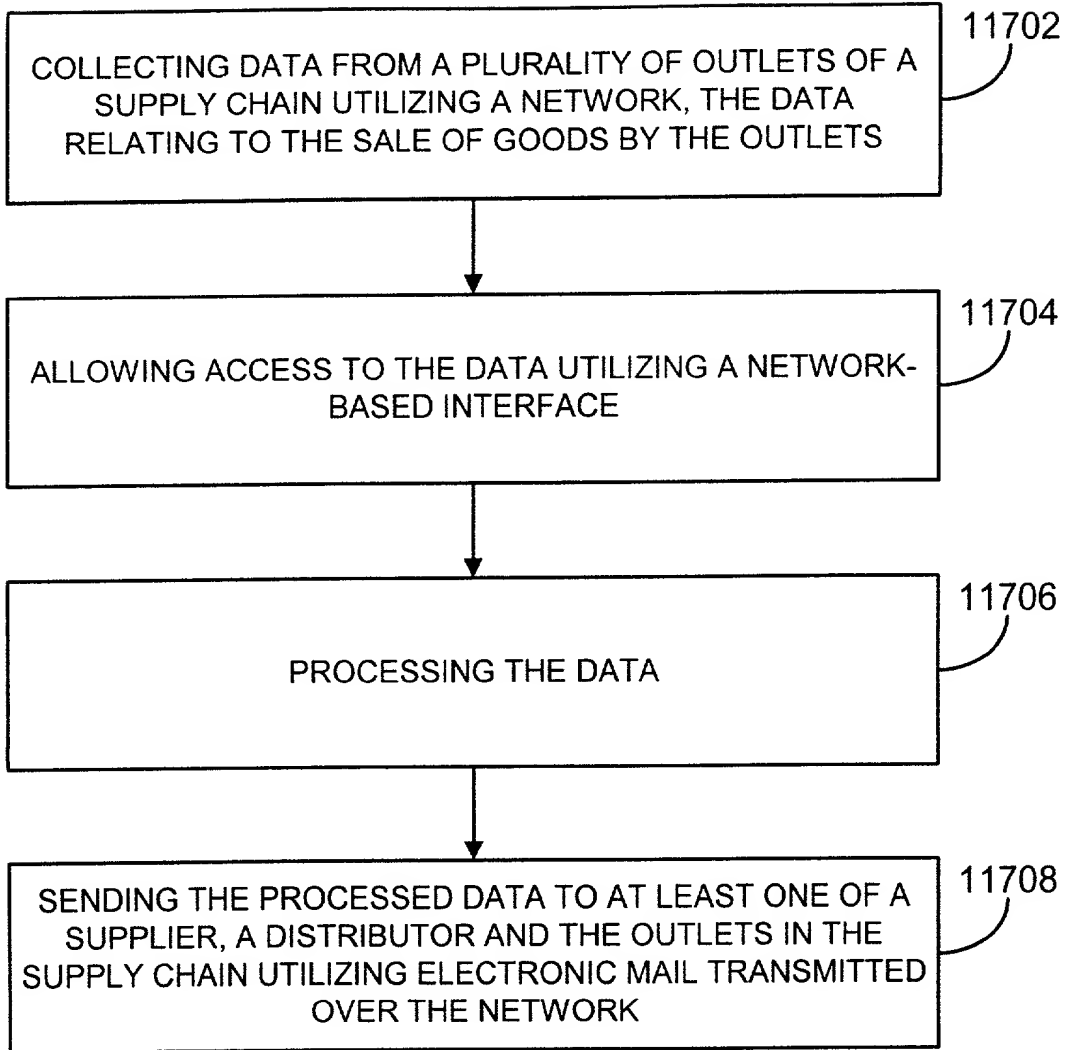 11702
COLLECTING DATA FROM A PLURALITY OF OUTLETS OF A
SUPPLY CHAIN UTILIZING A NETWORK, THE DATA
RELATING TO THE SALE OF GOODS BY THE OUTLETS
11704
ALLOWING ACCESS TO THE DATA UTILIZING A NETWORK-
BASED INTERFACE
11706
PROCESSING THE DATA
11708
SENDING THE PROCESSED DATA TO AT LEAST ONE OF A
SUPPLIER, A DISTRIBUTOR AND THE OUTLETS IN THE
SUPPLY CHAIN UTILIZING ELECTRONIC MAIL TRANSMITTED
OVER THE NETWORK